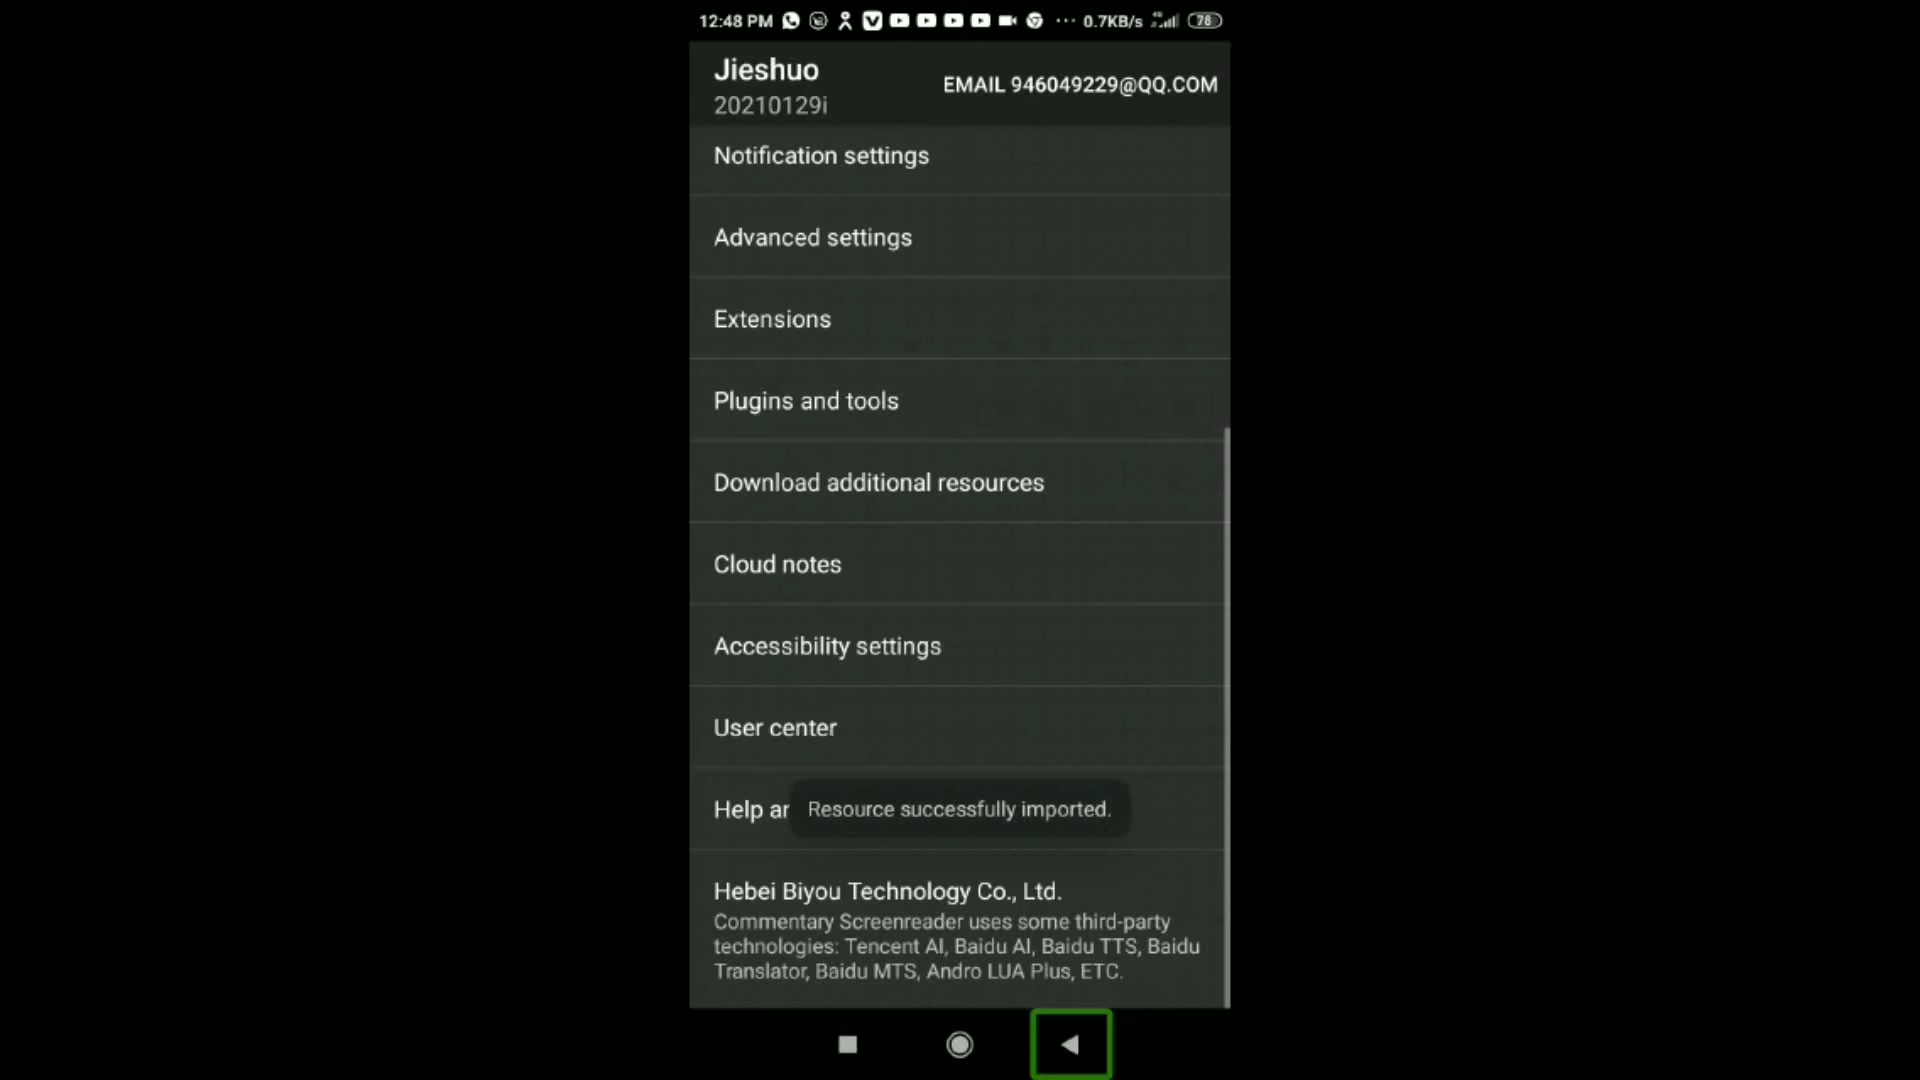 12:48 PM 0.7KB/s 4G 78
Jieshuo
EMAIL 946049229@QQ.COM
20210129i
Notification settings
Advanced settings
Extensions
Plugins and tools
Download additional resources
Cloud notes
Accessibility settings
User center
Help ar
Resource successfully imported.
Hebei Biyou Technology Co., Ltd.
Commentary Screenreader uses some third-party
technologies: Tencent AI, Baidu AI, Baidu TTS, Baidu
Translator, Baidu MTS, Andro LUA Plus, ETC.